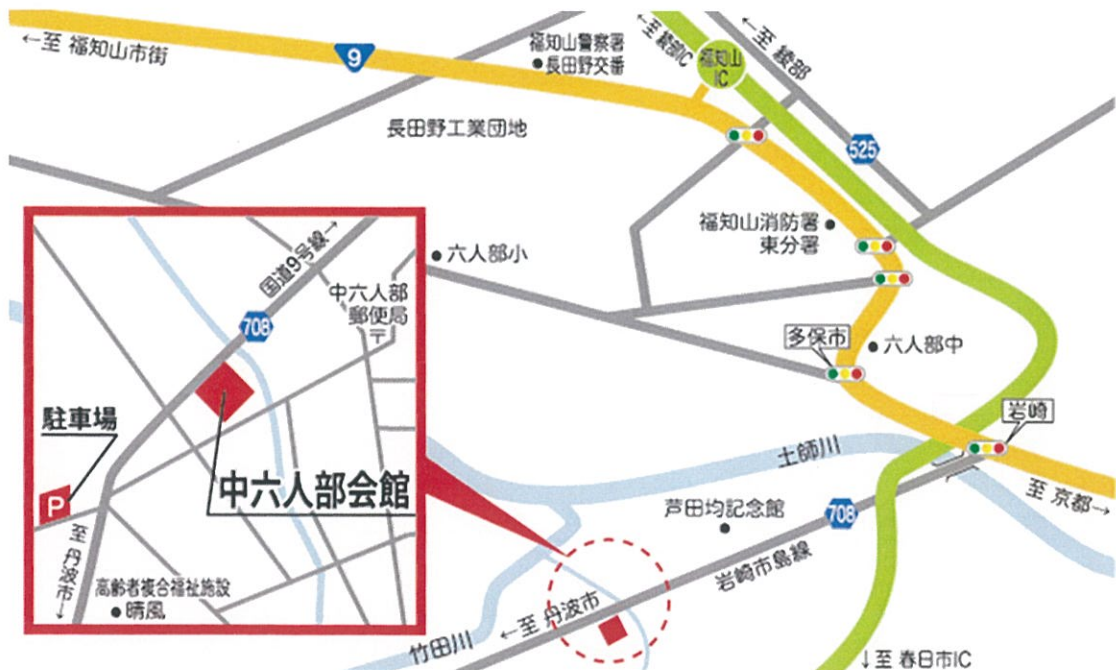 ←至 福知山市街
9
福知山警察署
長田野交番
←至 綾部IC
福知山
IC
←至 綾部
長田野工業団地
525
福知山消防署
東分署
六人部小
多保市
六人部中
岩崎
土師川
至 京都→
芦田均記念館
708
岩崎市島線
←至 丹波市
竹田川
↓至 春日市IC
国道9号線→
708
中六人部
郵便局
〒
駐車場
P
中六人部会館
至 丹波市→
高齢者複合福祉施設
晴風